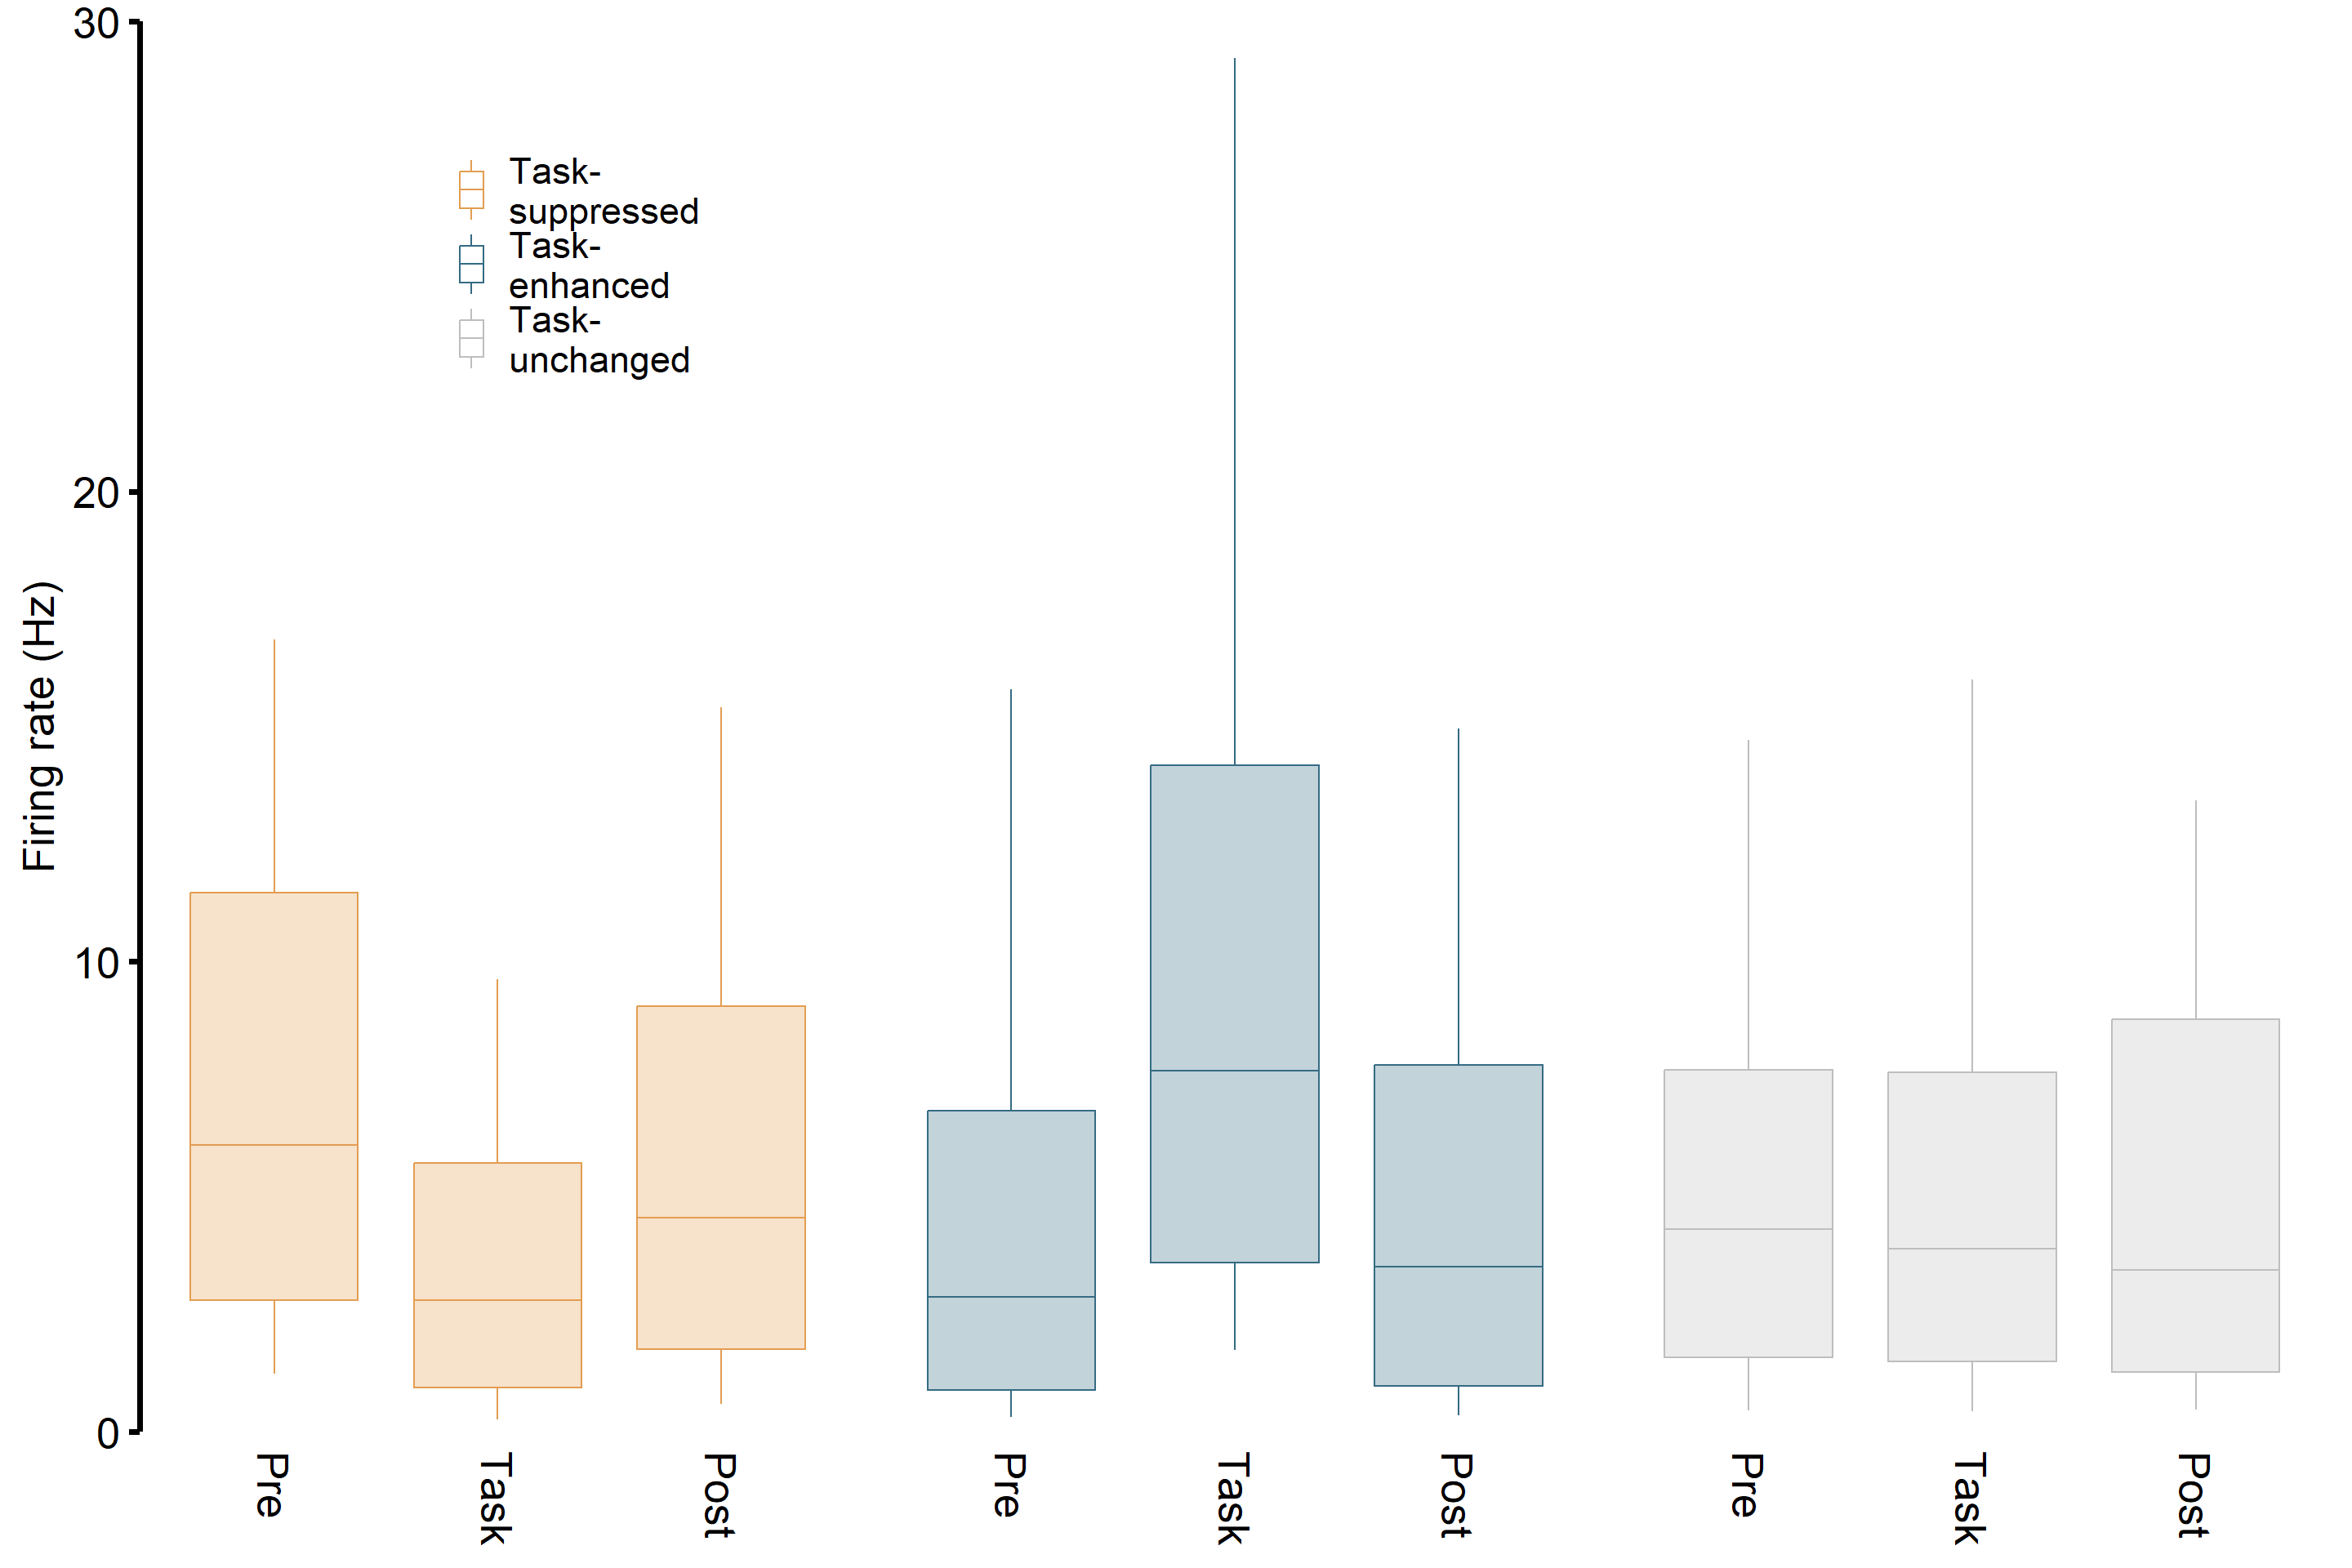 30
20
10
0
Firing rate (Hz)
Task-
suppressed
Task-
enhanced
Task-
unchanged
Pre
Task
Post
Pre
Task
Post
Pre
Task
Post